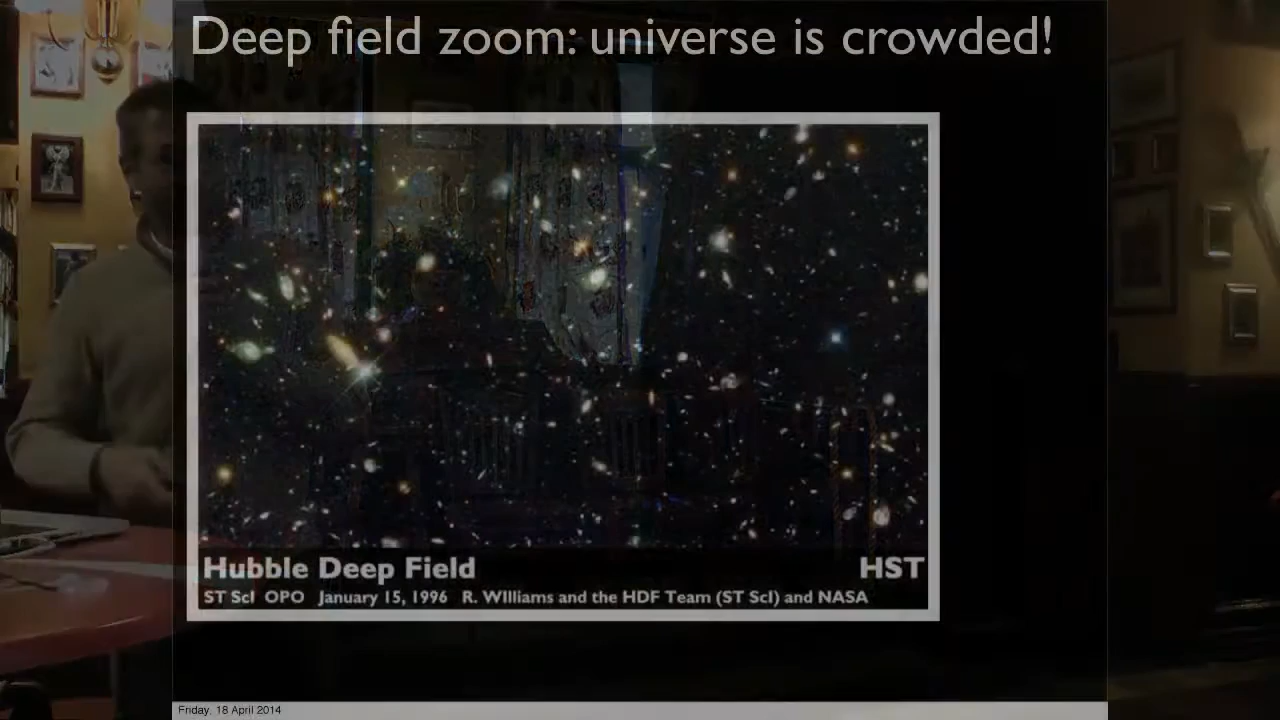 Deep field zoom: universe is crowded!
Hubble Deep Field HST
ST ScI OPO January 15, 1996 R. WIlliams and the HDF Team (ST ScI) and NASA
Friday, 18 April 2014